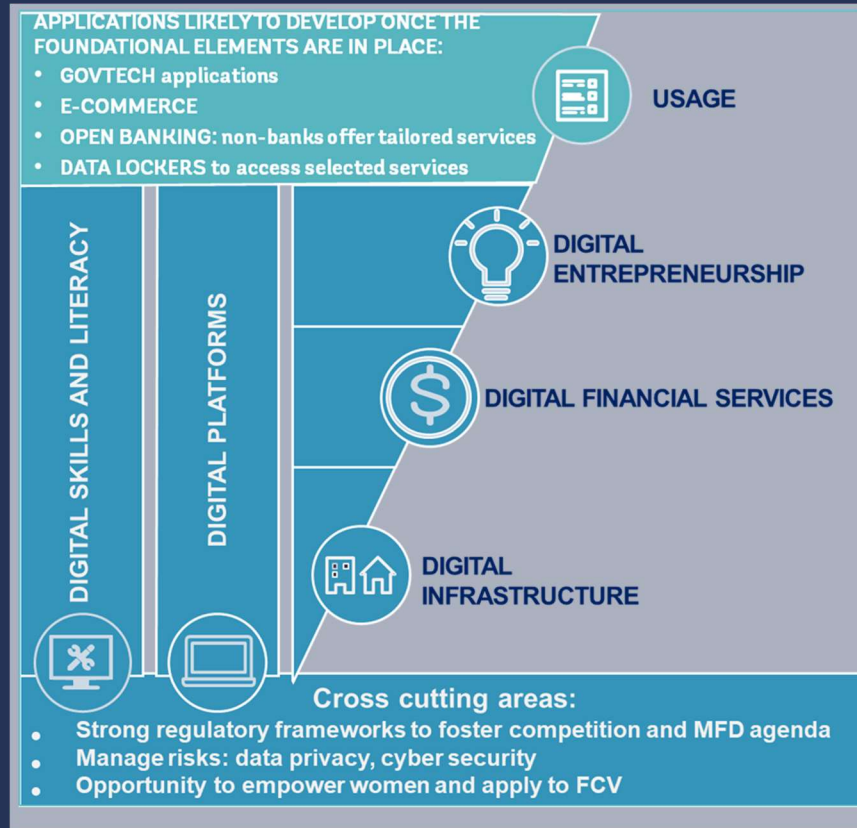 APPLICATIONS LIKELY TO DEVELOP ONCE THE
FOUNDATIONAL ELEMENTS ARE IN PLACE:
• GOVTECH applications
• E-COMMERCE
• OPEN BANKING: non-banks offer tailored services
• DATA LOCKERS to access selected services
USAGE
DIGITAL SKILLS AND LITERACY
DIGITAL PLATFORMS
DIGITAL
ENTREPRENEURSHIP
DIGITAL FINANCIAL SERVICES
DIGITAL
INFRASTRUCTURE
Cross cutting areas:
• Strong regulatory frameworks to foster competition and MFD agenda
• Manage risks: data privacy, cyber security
• Opportunity to empower women and apply to FCV